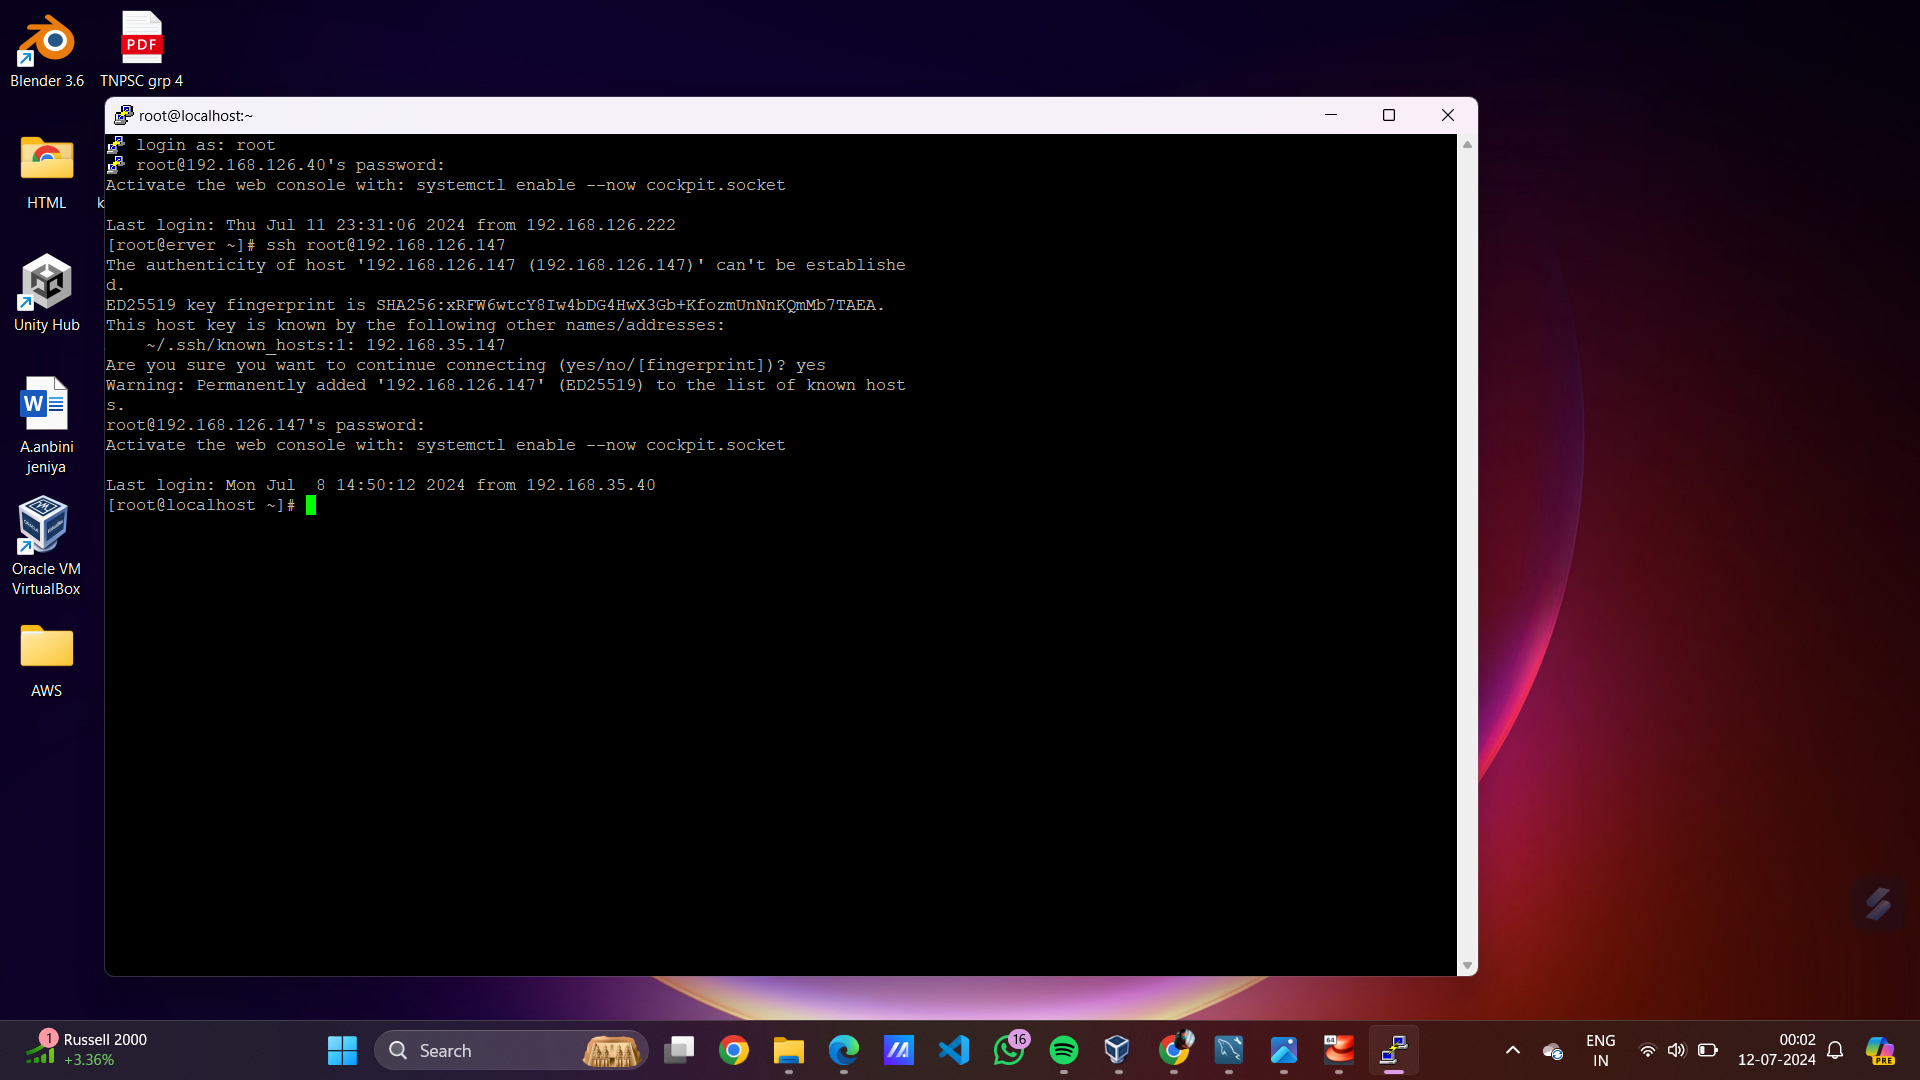 Blender 3.6
PDF
TNPSC grp 4
HTML
k
Unity Hub
W
A.anbini
jeniya
Oracle VM
VirtualBox
AWS
root@localhost:~
login as: root
root@192.168.126.40's password:
Activate the web console with: systemctl enable --now cockpit.socket
Last login: Thu Jul 11 23:31:06 2024 from 192.168.126.222
[root@erver ~]# ssh root@192.168.126.147
The authenticity of host '192.168.126.147 (192.168.126.147)' can't be establishe
d.
ED25519 key fingerprint is SHA256:xRFW6wtcY8Iw4bDG4HwX3Gb+KfozmUnNnKQmMb7TAEA.
This host key is known by the following other names/addresses:
    ~/.ssh/known_hosts:1: 192.168.35.147
Are you sure you want to continue connecting (yes/no/[fingerprint])? yes
Warning: Permanently added '192.168.126.147' (ED25519) to the list of known host
s.
root@192.168.126.147's password:
Activate the web console with: systemctl enable --now cockpit.socket
Last login: Mon Jul  8 14:50:12 2024 from 192.168.35.40
[root@localhost ~]#
1
Russell 2000
+3.36%
Search
16
64
ENG
IN
00:02
12-07-2024
PRE